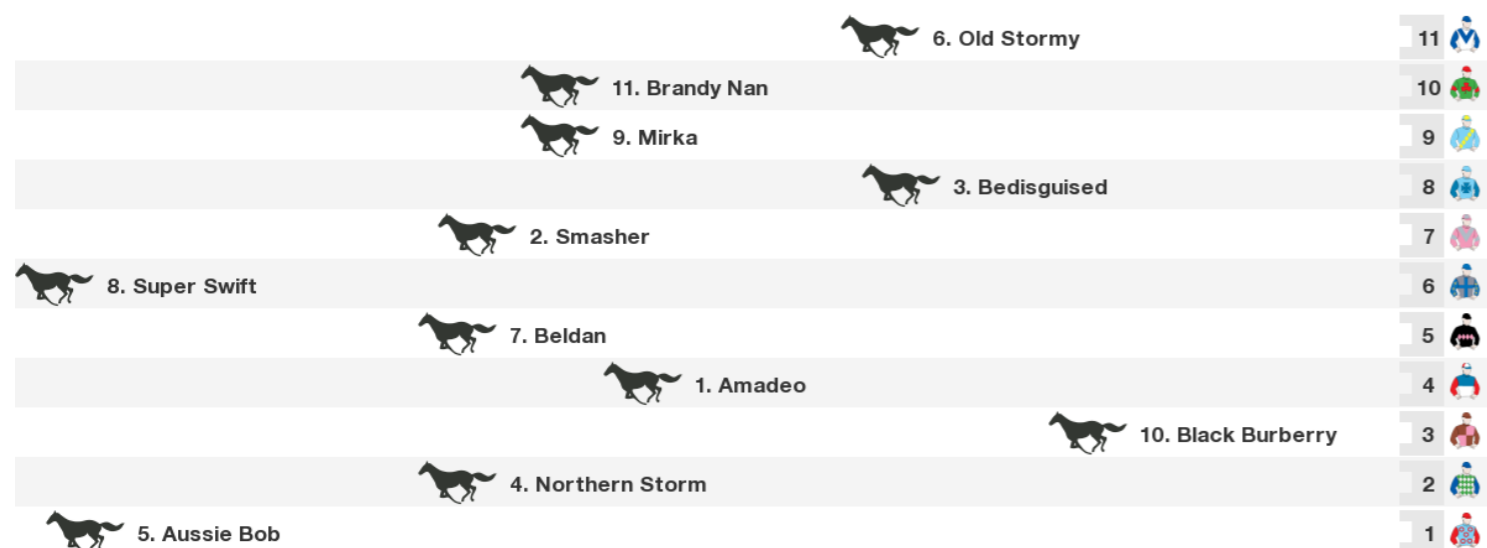 6. Old Stormy 11
11. Brandy Nan 10
9. Mirka 9
3. Bedisguised 8
2. Smasher 7
8. Super Swift 6
7. Beldan 5
1. Amadeo 4
10. Black Burberry 3
4. Northern Storm 2
5. Aussie Bob 1